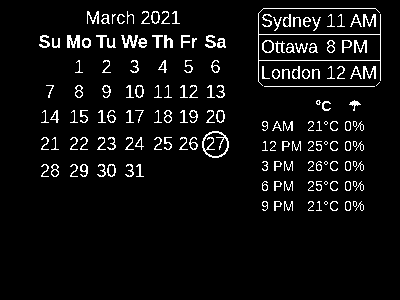 March 2021
Su Mo Tu We Th Fr Sa
1 2 3 4 5 6
7 8 9 10 11 12 13
14 15 16 17 18 19 20
21 22 23 24 25 26 27
28 29 30 31
Sydney 11 AM
Ottawa 8 PM
London 12 AM
°C
9 AM 21°C 0%
12 PM 25°C 0%
3 PM 26°C 0%
6 PM 25°C 0%
9 PM 21°C 0%